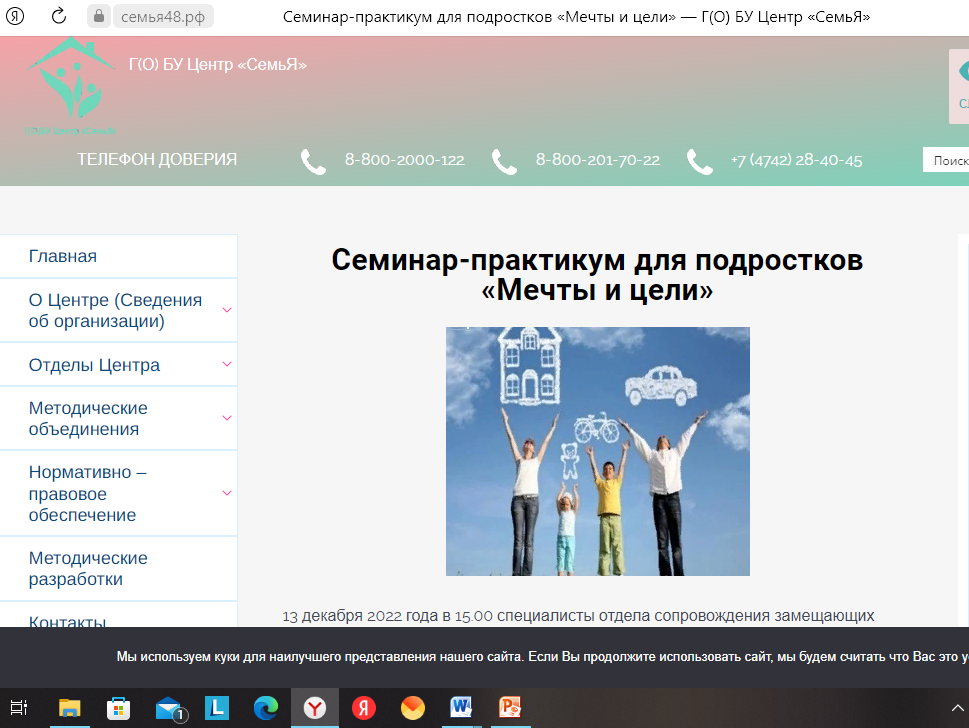 семья48.рф
Семинар-практикум для подростков «Мечты и цели» — Г(О) БУ Центр «СемьЯ»
Г(О) БУ Центр «СемьЯ»
ТЕЛЕФОН ДОВЕРИЯ
8-800-2000-122
8-800-201-70-22
+7 (4742) 28-40-45
Поиск
Главная
О Центре (Сведения
об организации)
Отделы Центра
Методические
объединения
Нормативно –
правовое
обеспечение
Методические
разработки
Контакты
Семинар-практикум для подростков
«Мечты и цели»
13 декабря 2022 года в 15.00 специалисты отдела сопровождения замещающих
Мы используем куки для наилучшего представления нашего сайта. Если Вы продолжите использовать сайт, мы будем считать что Вас это
1